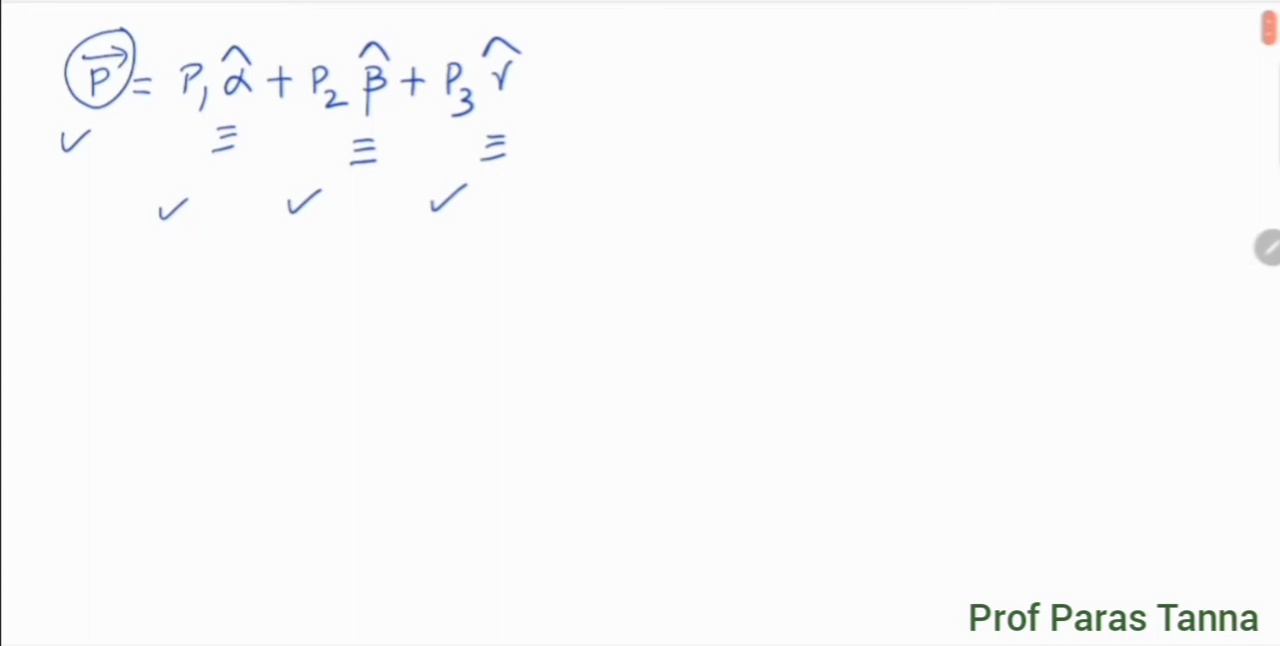 P⃗ = P₁ α̂ + P₂ β̂ + P₃ γ̂
Prof Paras Tanna